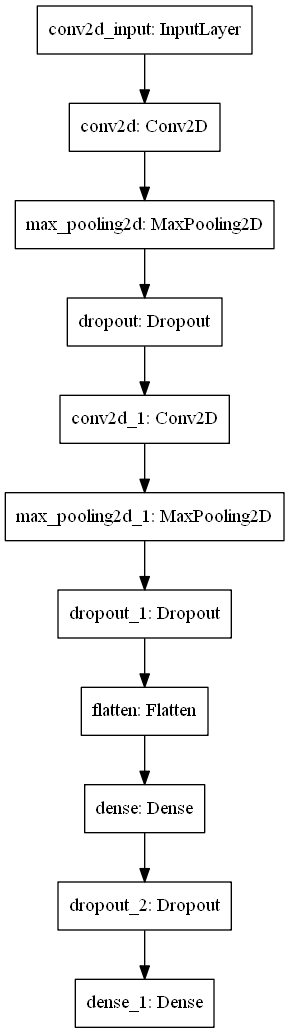 conv2d_input: InputLayer
conv2d: Conv2D
max_pooling2d: MaxPooling2D
dropout: Dropout
conv2d_1: Conv2D
max_pooling2d_1: MaxPooling2D
dropout_1: Dropout
flatten: Flatten
dense: Dense
dropout_2: Dropout
dense_1: Dense